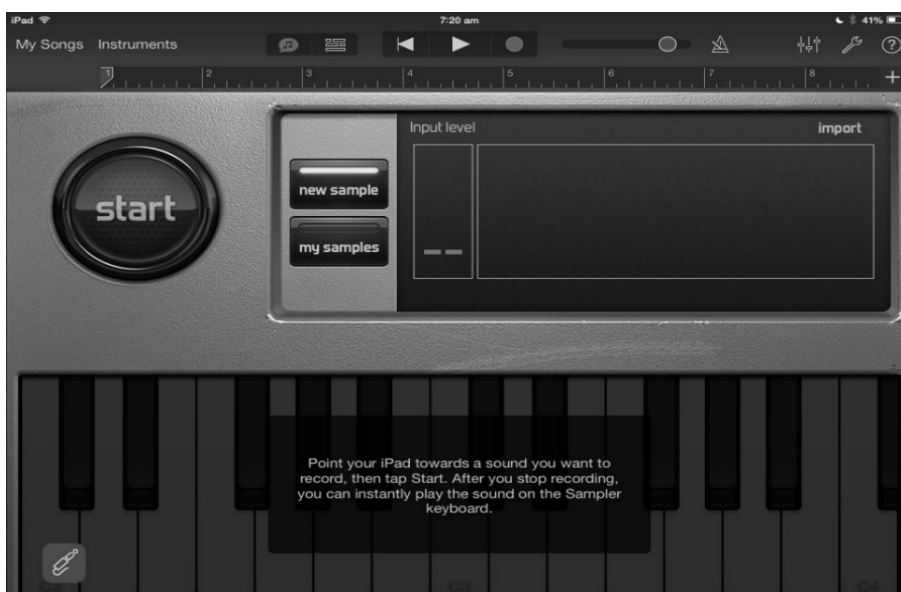 iPad 7:20 am 41%
My Songs Instruments
1 2 3 4 5 6 7 8 +
Input level import
start
new sample
my samples
Point your iPad towards a sound you want to
record, then tap Start. After you stop recording,
you can instantly play the sound on the Sampler
keyboard.
C2 C3 C4